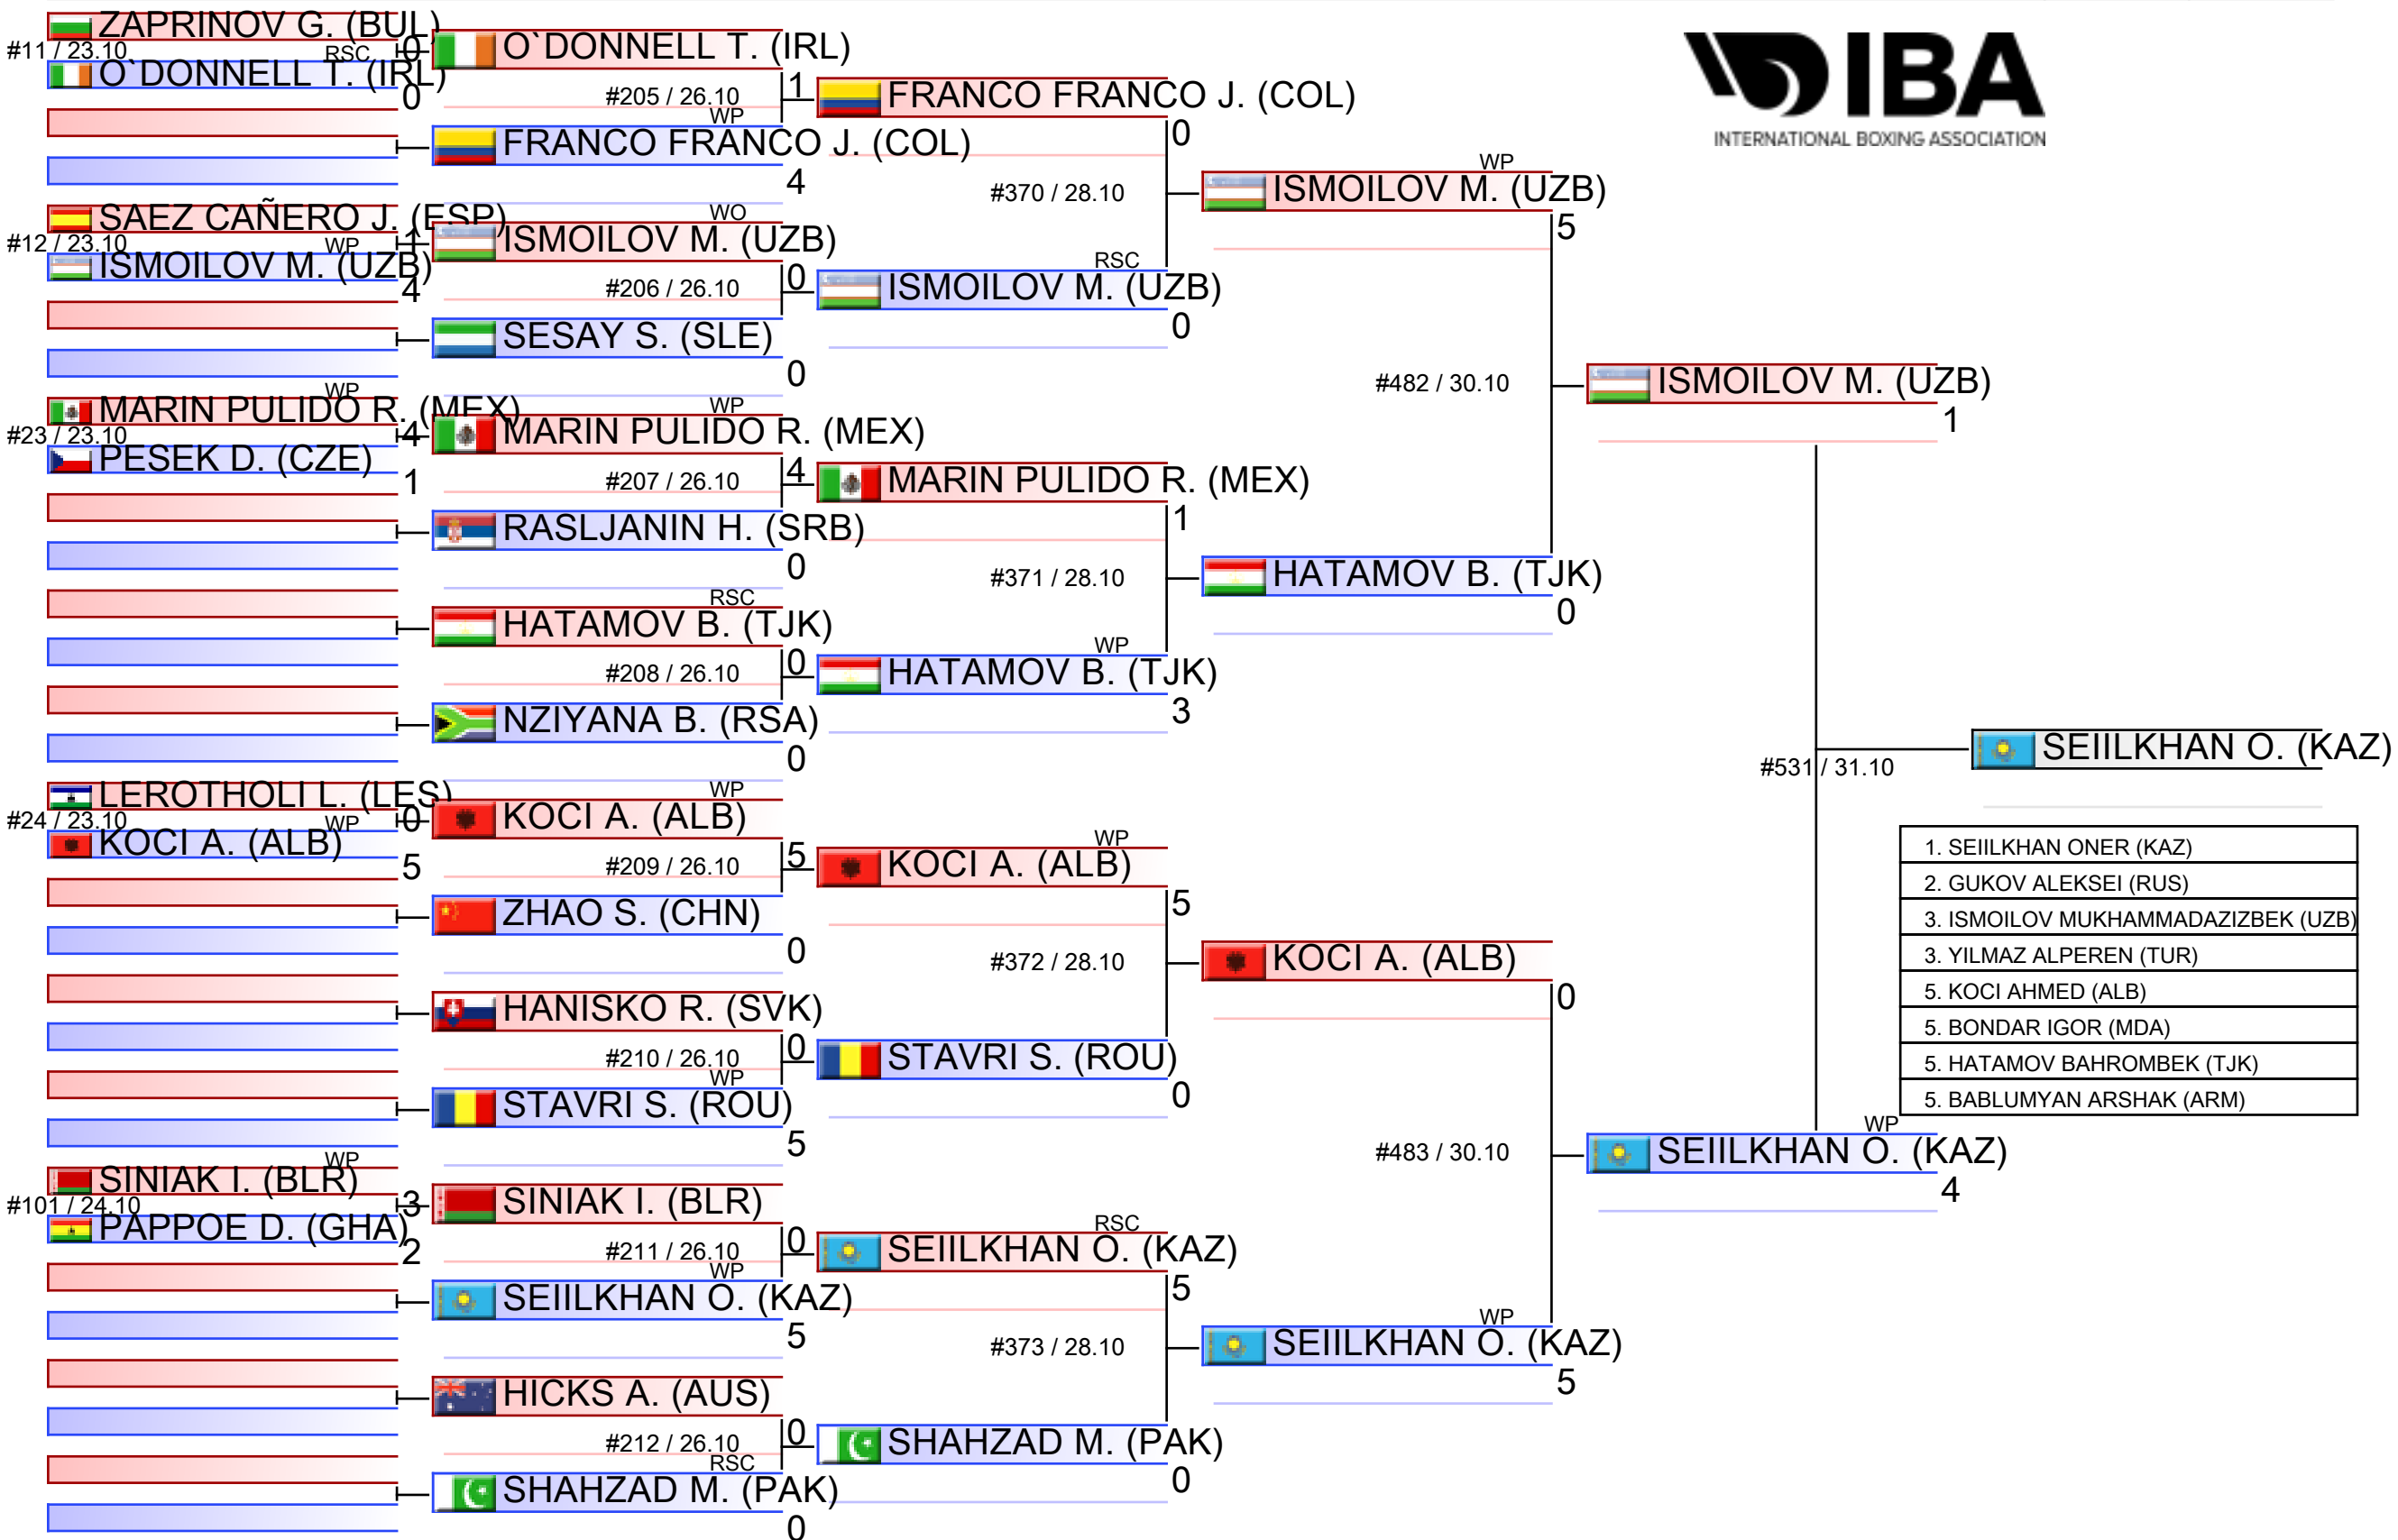 IBA
INTERNATIONAL BOXING ASSOCIATION
ZAPRINOV G. (BUL)
0
#11 / 23.10
RSC
O`DONNELL T. (IRL)
0
SAEZ CAÑERO J. (ESP)
1
#12 / 23.10
WP
ISMOILOV M. (UZB)
4
WP
MARIN PULIDO R. (MEX)
4
#23 / 23.10
PESEK D. (CZE)
1
LEROTHOLI L. (LES)
0
#24 / 23.10
WP
KOCI A. (ALB)
5
WP
SINIAK I. (BLR)
3
#101 / 24.10
PAPPOE D. (GHA)
2
O`DONNELL T. (IRL)
1
#205 / 26.10
WP
FRANCO FRANCO J. (COL)
4
WO
ISMOILOV M. (UZB)
0
#206 / 26.10
SESAY S. (SLE)
0
WP
MARIN PULIDO R. (MEX)
4
#207 / 26.10
RASLJANIN H. (SRB)
0
RSC
HATAMOV B. (TJK)
0
#208 / 26.10
NZIYANA B. (RSA)
0
WP
KOCI A. (ALB)
5
#209 / 26.10
ZHAO S. (CHN)
0
HANISKO R. (SVK)
0
#210 / 26.10
WP
STAVRI S. (ROU)
5
SINIAK I. (BLR)
0
#211 / 26.10
WP
SEIILKHAN O. (KAZ)
5
HICKS A. (AUS)
0
#212 / 26.10
RSC
SHAHZAD M. (PAK)
0
FRANCO FRANCO J. (COL)
0
#370 / 28.10
RSC
ISMOILOV M. (UZB)
0
MARIN PULIDO R. (MEX)
1
#371 / 28.10
WP
HATAMOV B. (TJK)
3
WP
KOCI A. (ALB)
5
#372 / 28.10
STAVRI S. (ROU)
0
RSC
SEIILKHAN O. (KAZ)
5
#373 / 28.10
SHAHZAD M. (PAK)
0
WP
ISMOILOV M. (UZB)
5
#482 / 30.10
HATAMOV B. (TJK)
0
KOCI A. (ALB)
0
#483 / 30.10
WP
SEIILKHAN O. (KAZ)
5
ISMOILOV M. (UZB)
1
#531 / 31.10
WP
SEIILKHAN O. (KAZ)
4
SEIILKHAN O. (KAZ)
1. SEIILKHAN ONER (KAZ)
2. GUKOV ALEKSEI (RUS)
3. ISMOILOV MUKHAMMADAZIZBEK (UZB)
3. YILMAZ ALPEREN (TUR)
5. KOCI AHMED (ALB)
5. BONDAR IGOR (MDA)
5. HATAMOV BAHROMBEK (TJK)
5. BABLUMYAN ARSHAK (ARM)